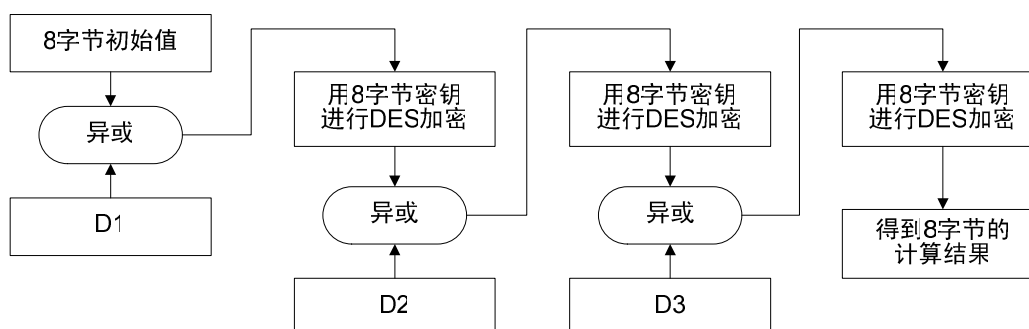 8字节初始值
异或
D1
用8字节密钥
进行DES加密
异或
D2
用8字节密钥
进行DES加密
异或
D3
用8字节密钥
进行DES加密
得到8字节的
计算结果